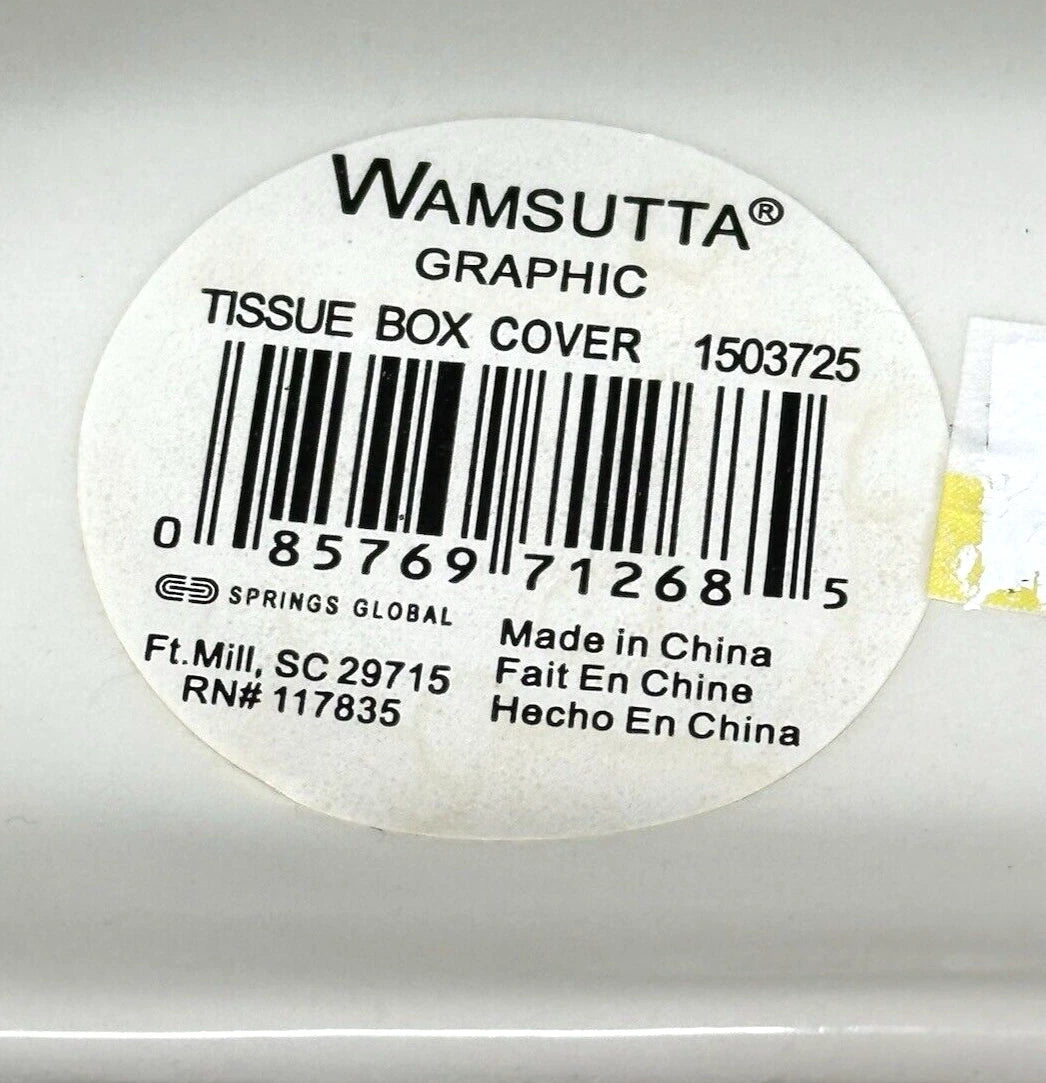 WAMSUTTA®
GRAPHIC
TISSUE BOX COVER 1503725
0 85769 71268 5
SPRINGS GLOBAL
Ft. Mill, SC 29715
RN# 117835
Made in China
Fait En Chine
Hecho En China